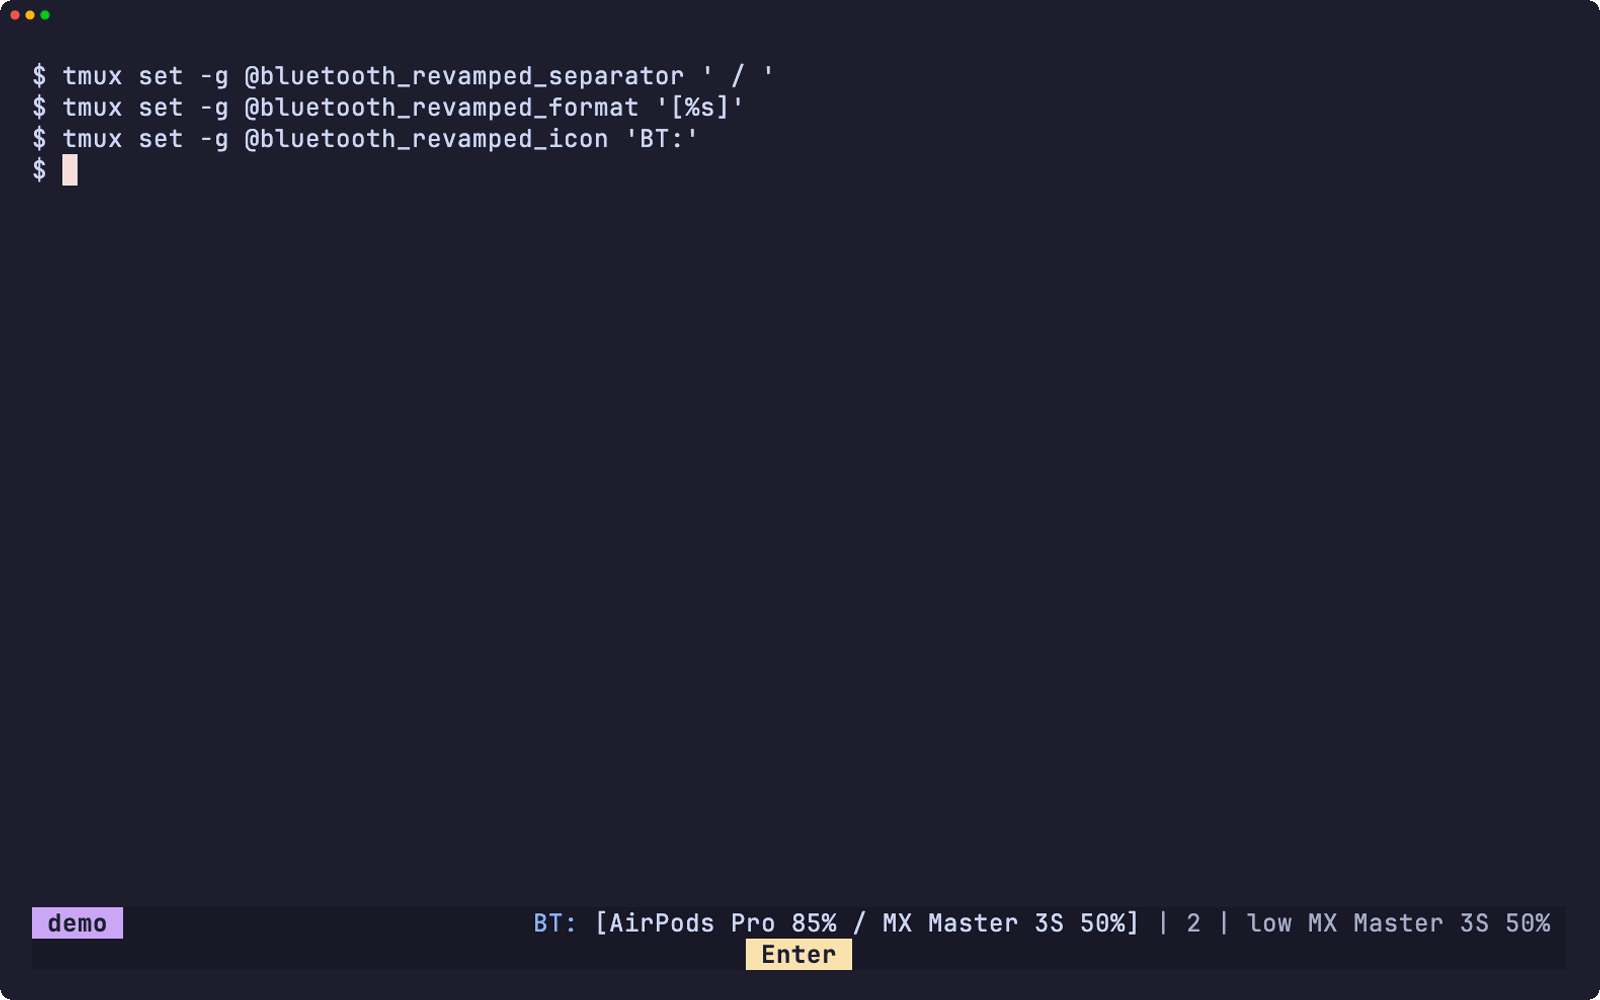 $ tmux set -g @bluetooth_revamped_separator ' / '
$ tmux set -g @bluetooth_revamped_format '[%s]'
$ tmux set -g @bluetooth_revamped_icon 'BT:'
$
demo BT: [AirPods Pro 85% / MX Master 3S 50%] | 2 | low MX Master 3S 50%
Enter